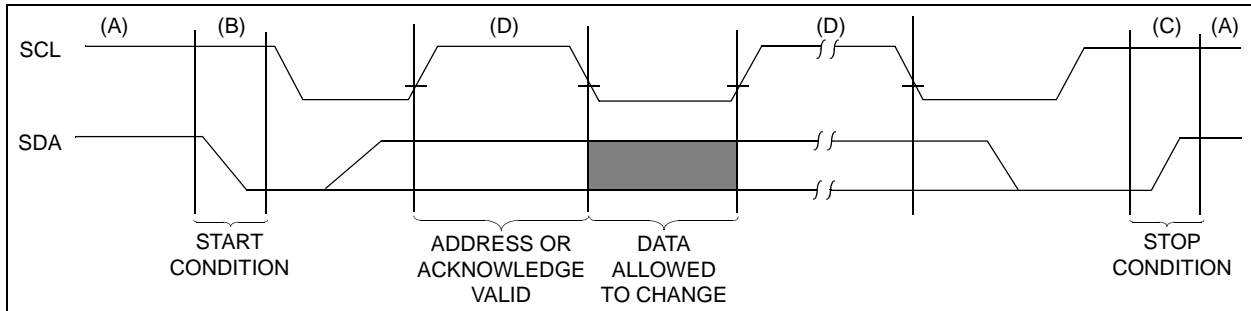 (A) (B) (D) (D) (C) (A)
SCL
SDA
START
CONDITION
ADDRESS OR
ACKNOWLEDGE
VALID
DATA
ALLOWED
TO CHANGE
STOP
CONDITION